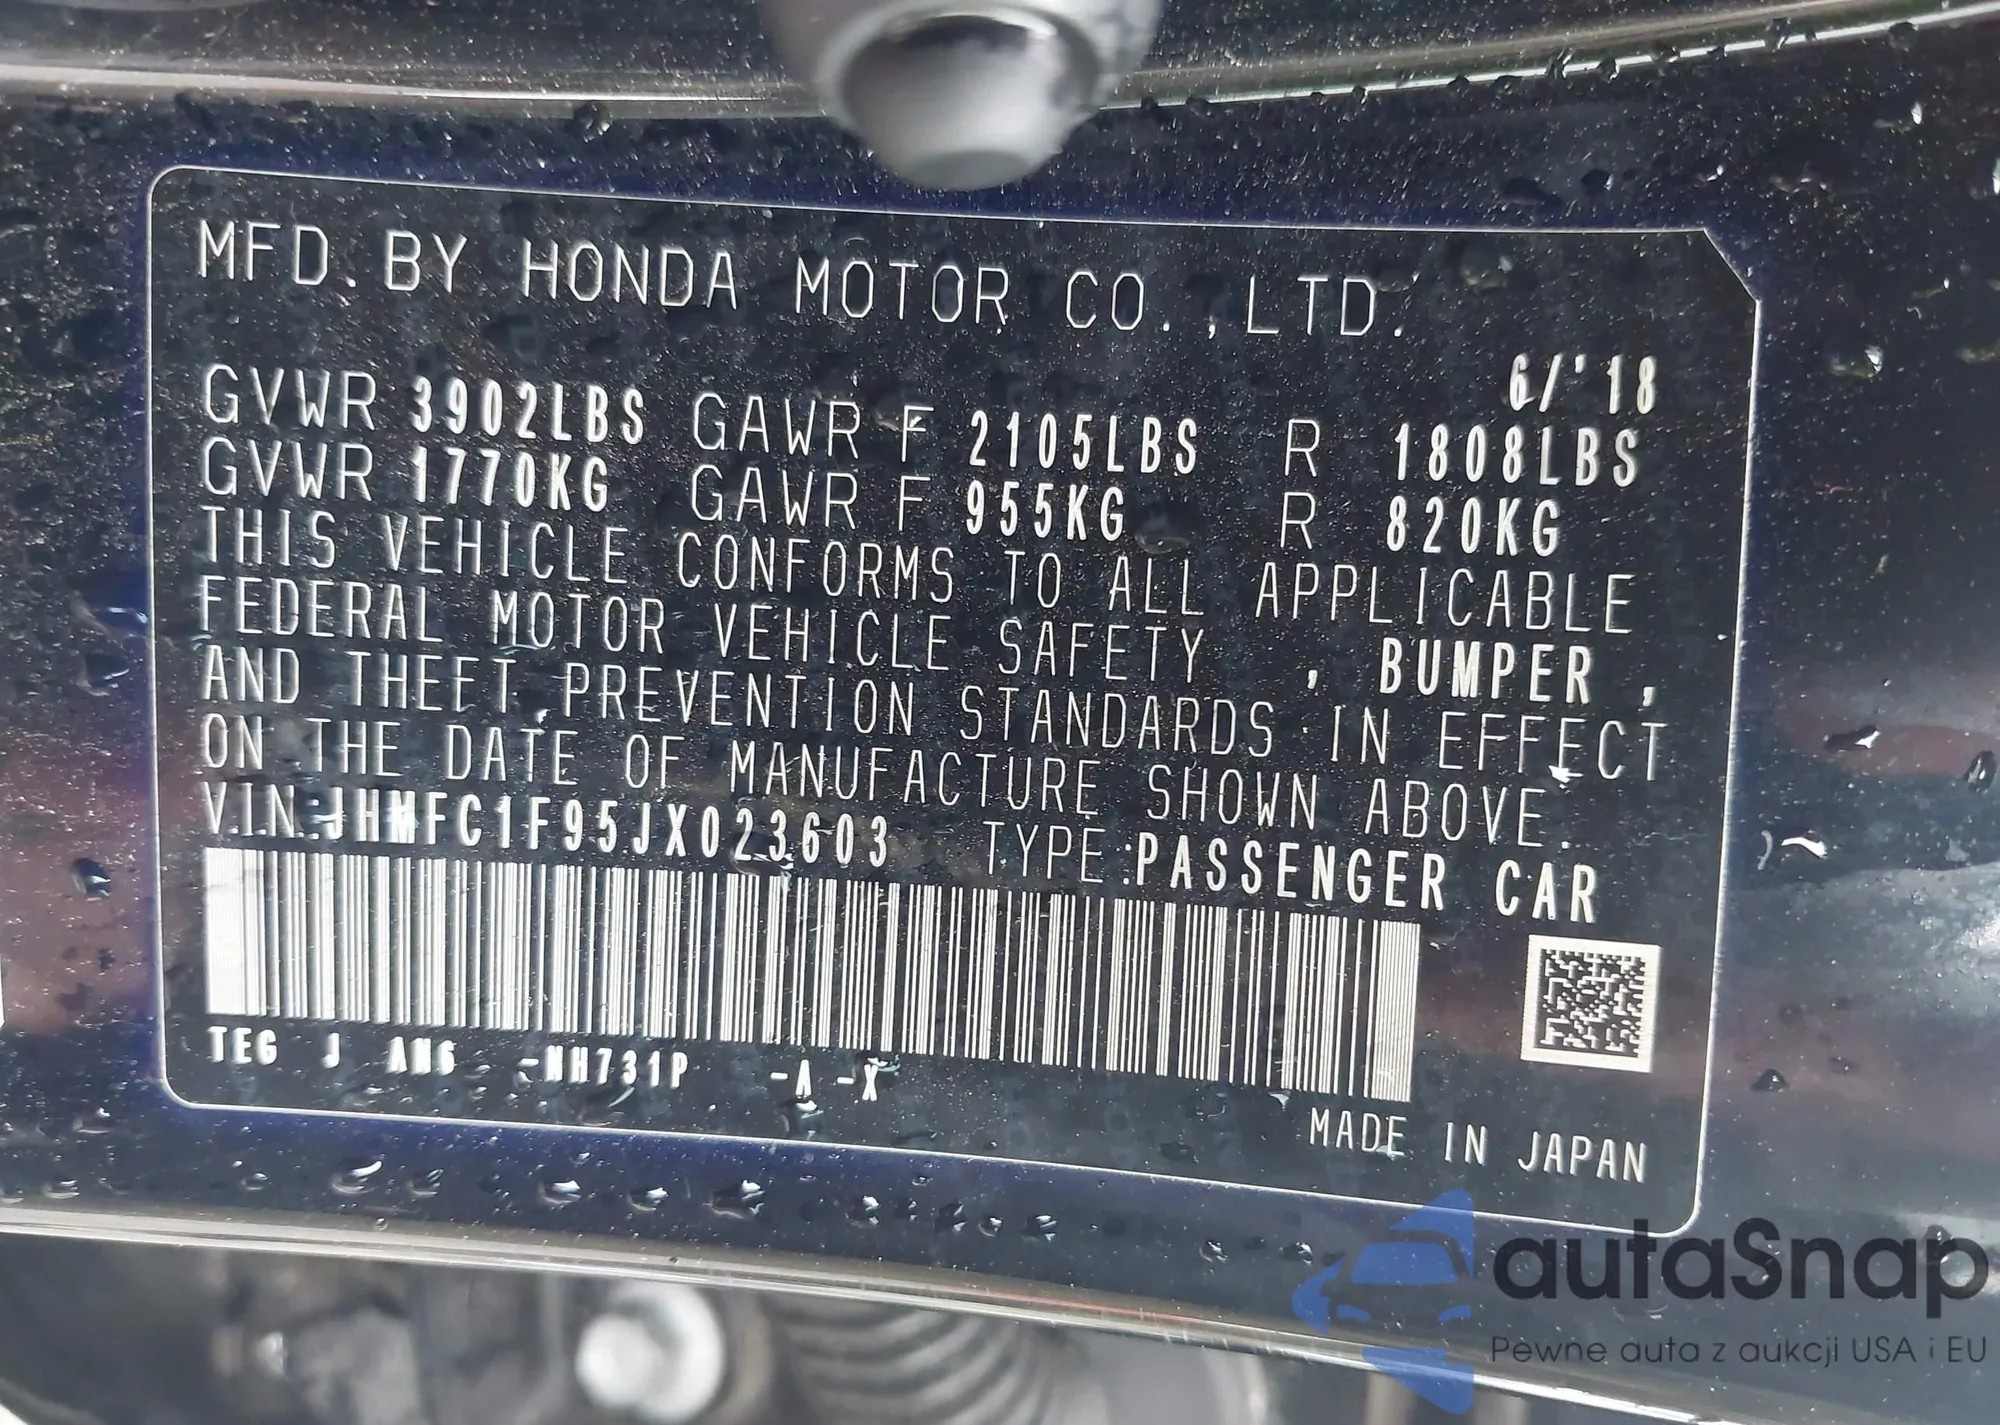 MFD. BY HONDA MOTOR CO., LTD.
6/'18
GVWR 3902LBS GAWR F 2105LBS R 1808LBS
GVWR 1770KG GAWR F 955KG R 820KG
THIS VEHICLE CONFORMS TO ALL APPLICABLE
FEDERAL MOTOR VEHICLE SAFETY , BUMPER ,
AND THEFT PREVENTION STANDARDS IN EFFECT
ON THE DATE OF MANUFACTURE SHOWN ABOVE.
V.I.N.:JHMFC1F95JX023603 TYPE:PASSENGER CAR
TEG J AN6 -NH731P -A -X
MADE IN JAPAN
autaSnap
Pewne auta z aukcji USA i EU